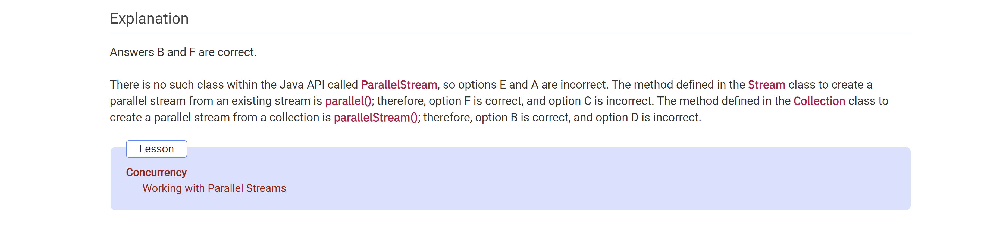 Explanation
Answers B and F are correct.
There is no such class within the Java API called ParallelStream, so options E and A are incorrect. The method defined in the Stream class to create a
parallel stream from an existing stream is parallel(); therefore, option F is correct, and option C is incorrect. The method defined in the Collection class to
create a parallel stream from a collection is parallelStream(); therefore, option B is correct, and option D is incorrect.
Lesson
Concurrency
Working with Parallel Streams